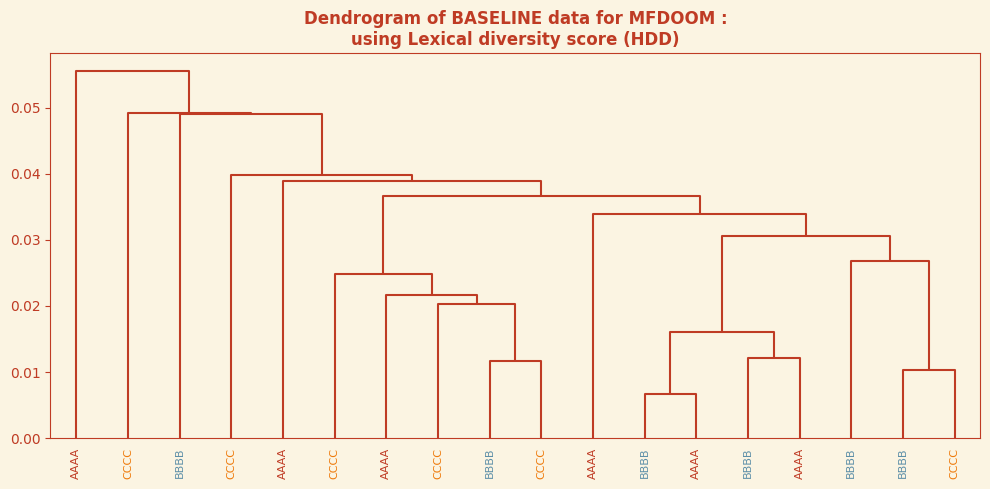 Dendrogram of BASELINE data for MFDOOM :
using Lexical diversity score (HDD)
0.05
0.04
0.03
0.02
0.01
0.00
AAAA CCCC BBBB CCCC AAAA CCCC AAAA CCCC BBBB CCCC AAAA BBBB AAAA BBBB AAAA BBBB BBBB CCCC